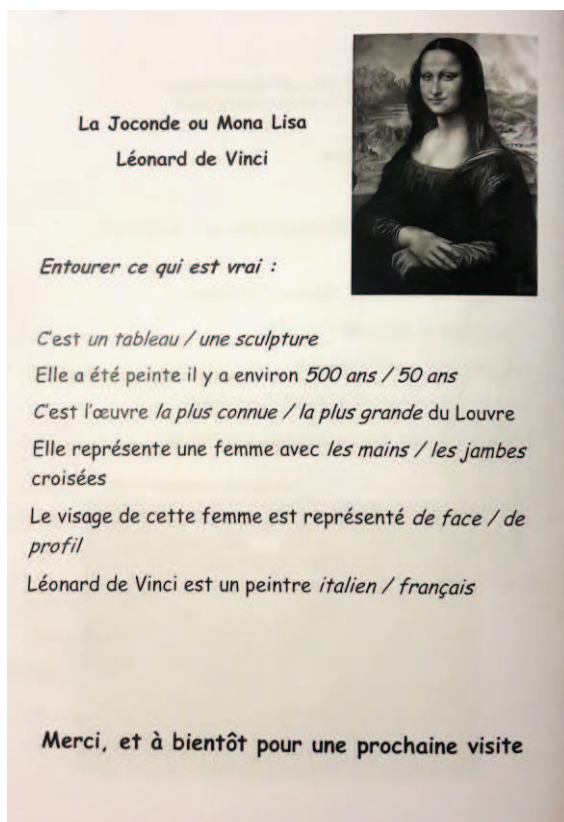 La Joconde ou Mona Lisa
Léonard de Vinci
Entourer ce qui est vrai :
C'est un tableau / une sculpture
Elle a été peinte il y a environ 500 ans / 50 ans
C'est l'œuvre la plus connue / la plus grande du Louvre
Elle représente une femme avec les mains / les jambes
croisées
Le visage de cette femme est représenté de face / de
profil
Léonard de Vinci est un peintre italien / français
Merci, et à bientôt pour une prochaine visite